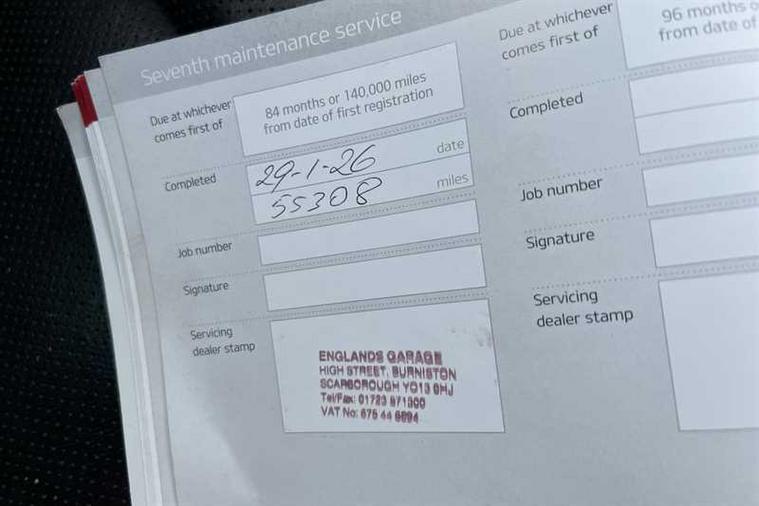 Seventh maintenance service
Due at whichever
comes first of
84 months or 140,000 miles
from date of first registration
Completed
29-1-26
date
55308
miles
Job number
Signature
Servicing
dealer stamp
ENGLANDS GARAGE
HIGH STREET, BURNISTON
SCARBOROUGH YO13 0HJ
Tel/Fax: 01723 871300
VAT No: 675 44 6894
Due at whichever
comes first of
96 months o
from date of
Completed
Job number
Signature
Servicing
dealer stamp